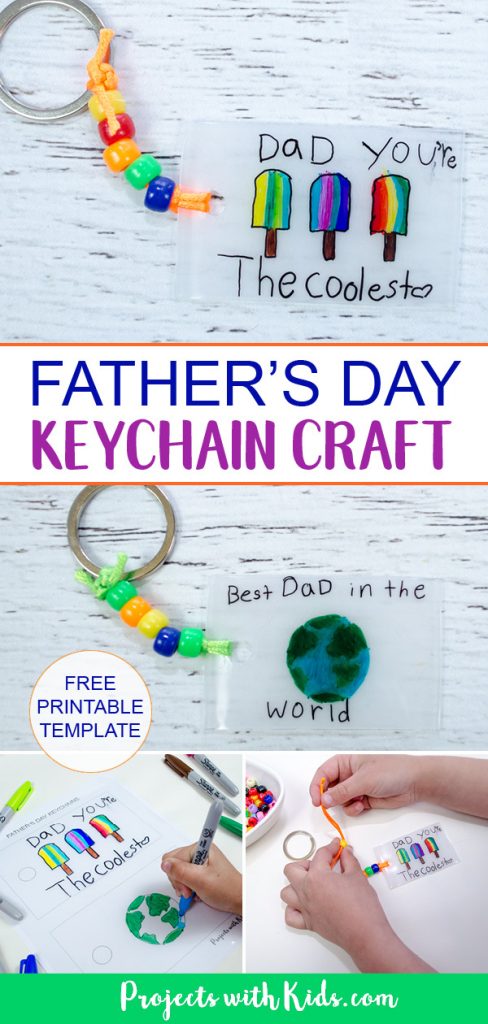 DaD You're
The coolest♡
FATHER'S DAY
KEYCHAIN CRAFT
Best DaD in the
world
FREE
PRINTABLE
TEMPLATE
FATHER'S DAY KEYCHAINS
DaD You're
The coolest♡
Sharpie
DaD You're
The coolest♡
Projects with Kids.com